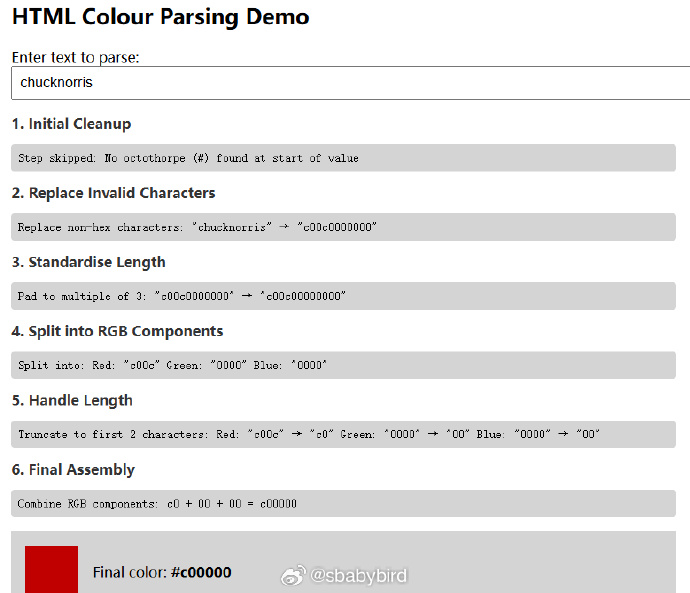 HTML Colour Parsing Demo
Enter text to parse:
chucknorris
1. Initial Cleanup
Step skipped: No octothorpe (#) found at start of value
2. Replace Invalid Characters
Replace non-hex characters: "chucknorris" → "c00c0000000"
3. Standardise Length
Pad to multiple of 3: "c00c0000000" → "c00c00000000"
4. Split into RGB Components
Split into: Red: "c00c" Green: "0000" Blue: "0000"
5. Handle Length
Truncate to first 2 characters: Red: "c00c" → "c0" Green: "0000" → "00" Blue: "0000" → "00"
6. Final Assembly
Combine RGB components: c0 + 00 + 00 = c00000
Final color: #c00000
@sbabybird